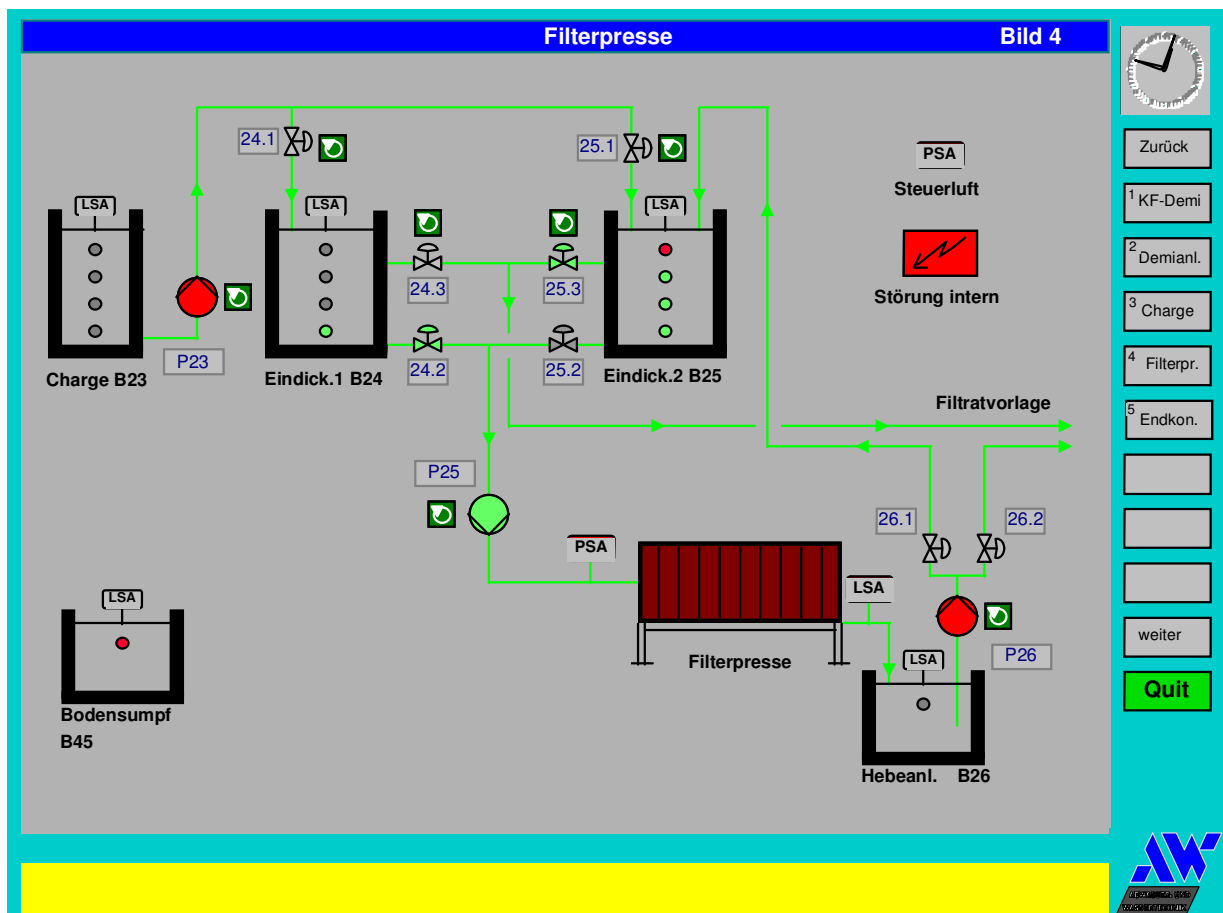 Filterpresse Bild 4
24.1
25.1
PSA
Steuerluft
Zurück
1 KF-Demi
2 Demianl.
3 Charge
4 Filterpr.
5 Endkon.
weiter
Quit
LSA
LSA
LSA
24.3
25.3
Störung intern
P23
24.2
25.2
Charge B23
Eindick.1 B24
Eindick.2 B25
Filtratvorlage
P25
26.1
26.2
PSA
LSA
LSA
Filterpresse
LSA
P26
Bodensumpf
B45
Hebeanl. B26
AW